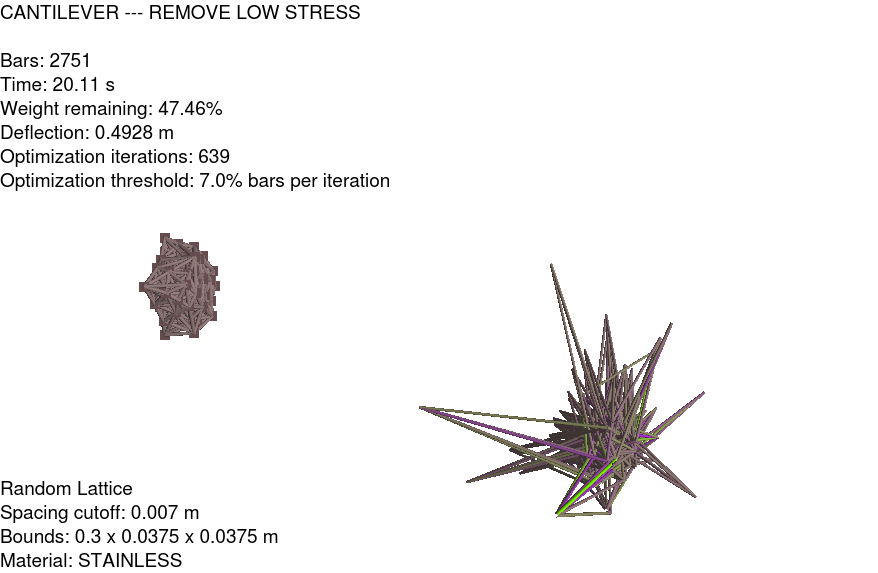 CANTILEVER --- REMOVE LOW STRESS
Bars: 2751
Time: 20.11 s
Weight remaining: 47.46%
Deflection: 0.4928 m
Optimization iterations: 639
Optimization threshold: 7.0% bars per iteration
Random Lattice
Spacing cutoff: 0.007 m
Bounds: 0.3 x 0.0375 x 0.0375 m
Material: STAINLESS